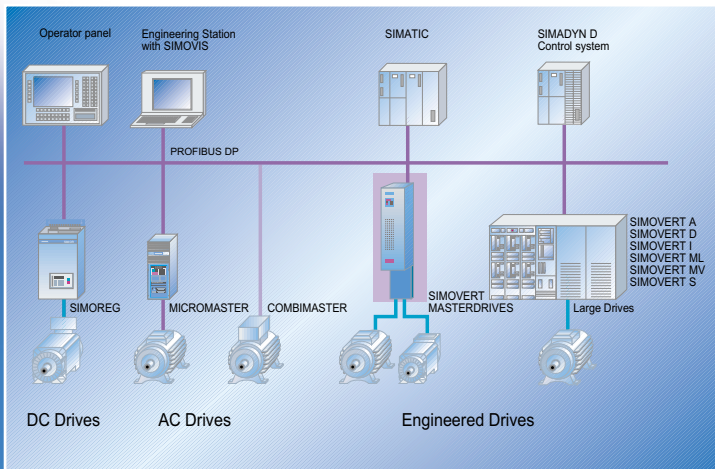 Operator panel
Engineering Station
with SIMOVIS
SIMATIC
SIMADYN D
Control system
PROFIBUS DP
SIMOVERT A
SIMOVERT D
SIMOVERT I
SIMOVERT ML
SIMOVERT MV
SIMOVERT S
SIMOREG
MICROMASTER
COMBIMASTER
SIMOVERT
MASTERDRIVES
Large Drives
DC Drives
AC Drives
Engineered Drives